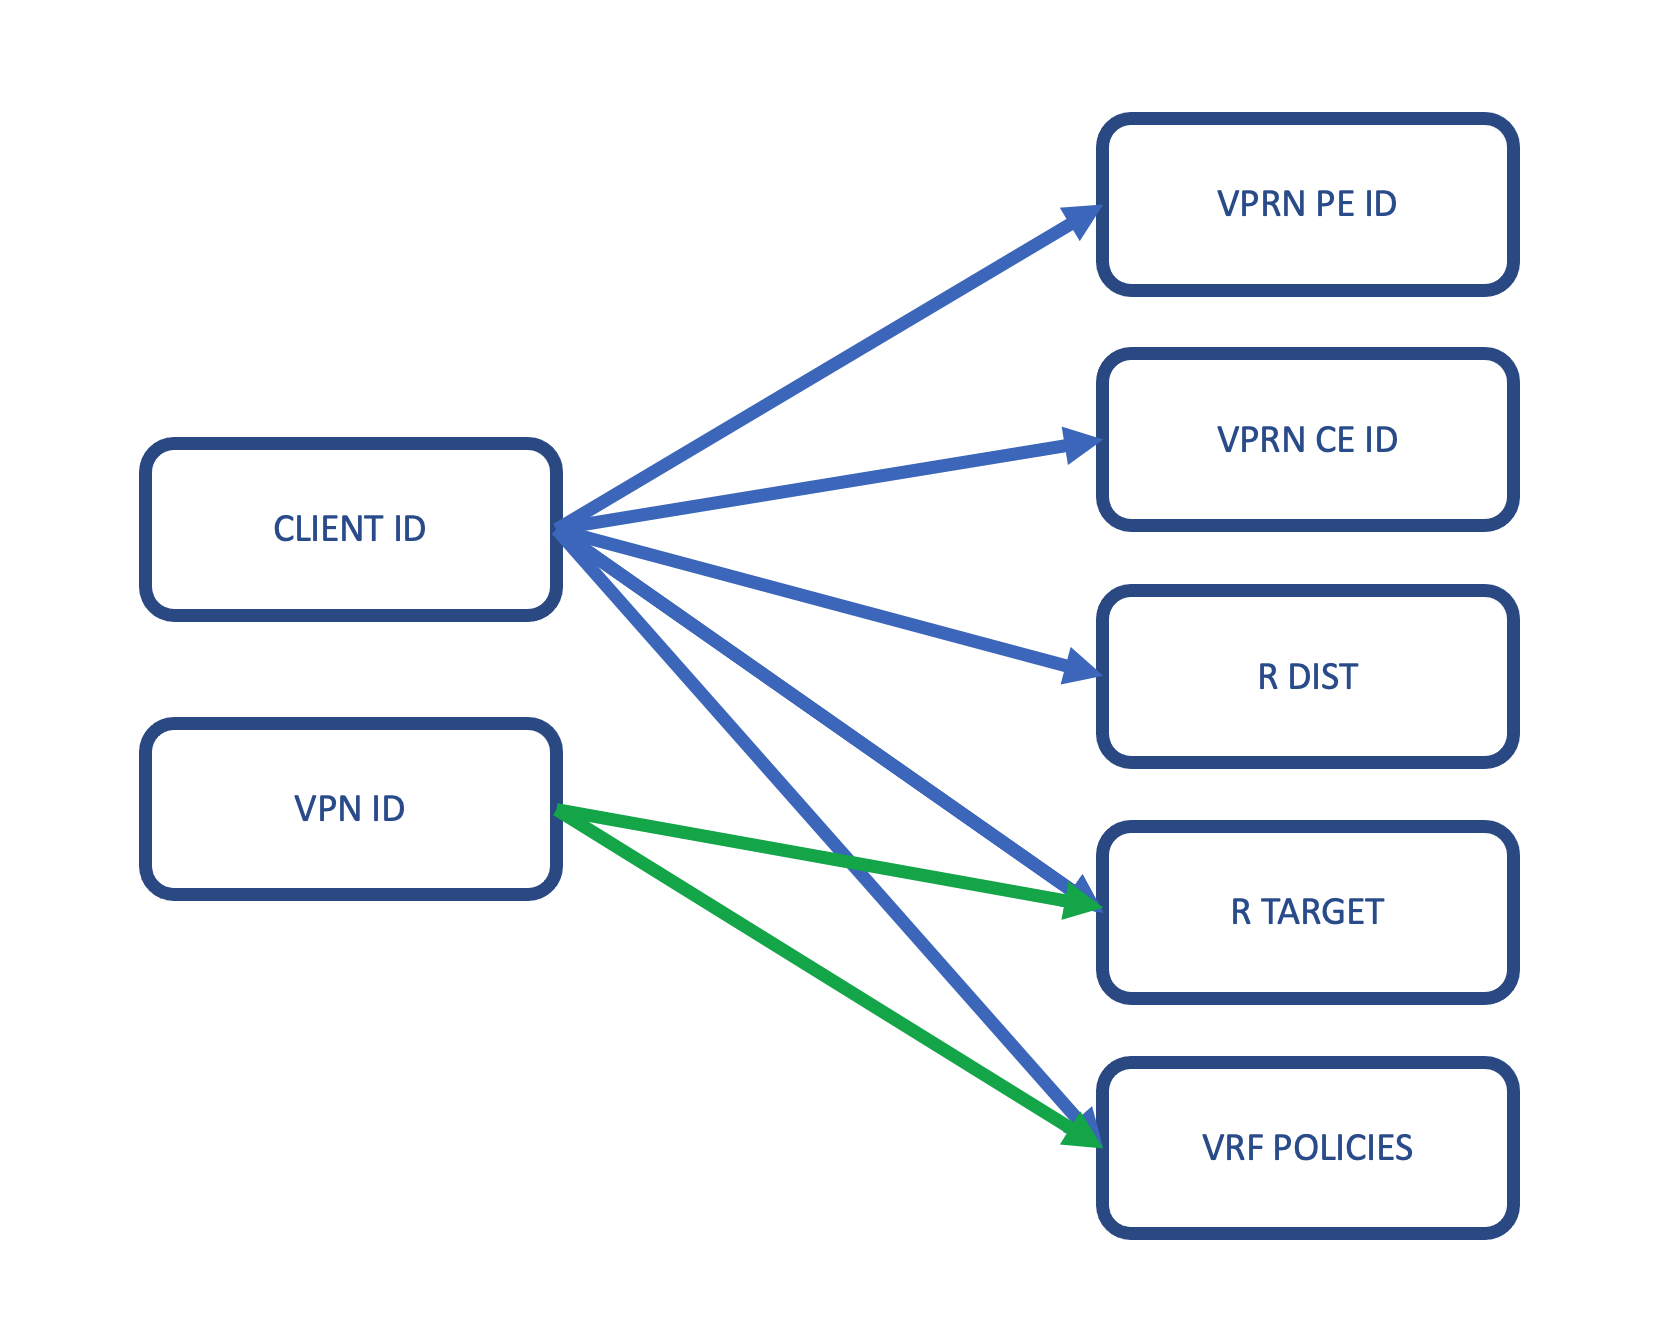 VPRN PE ID
VPRN CE ID
CLIENT ID
R DIST
VPN ID
R TARGET
VRF POLICIES